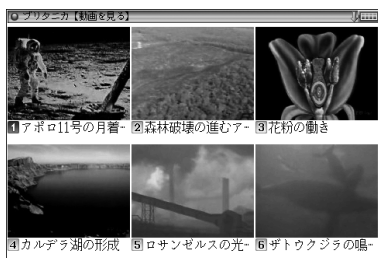 ブリタニカ【動画を見る】
1 アポロ11号の月着…
2 森林破壊の進むア…
3 花粉の働き
4 カルデラ湖の形成
5 ロサンゼルスの光…
6 ザトウクジラの鳴…